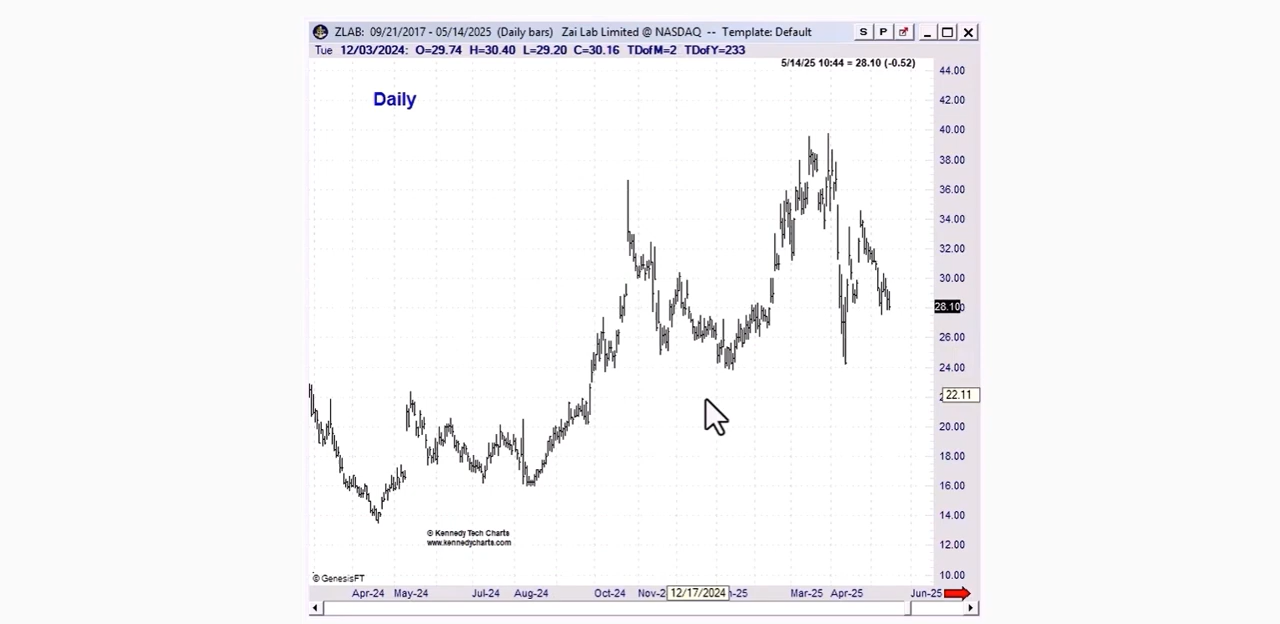 ZLAB: 09/21/2017 - 05/14/2025 (Daily bars) Zai Lab Limited @ NASDAQ -- Template: Default
S P
Tue 12/03/2024: O=29.74 H=30.40 L=29.20 C=30.16 TDofM=2 TDofY=233
5/14/25 10:44 = 28.10 (-0.52)
Daily
44.00
42.00
40.00
38.00
36.00
34.00
32.00
30.00
28.10
26.00
24.00
22.11
20.00
18.00
16.00
14.00
12.00
10.00
© Kennedy Tech Charts
www.kennedycharts.com
© GenesisFT
Apr-24 May-24 Jul-24 Aug-24 Oct-24 Nov-2 12/17/2024 n-25 Mar-25 Apr-25 Jun-25